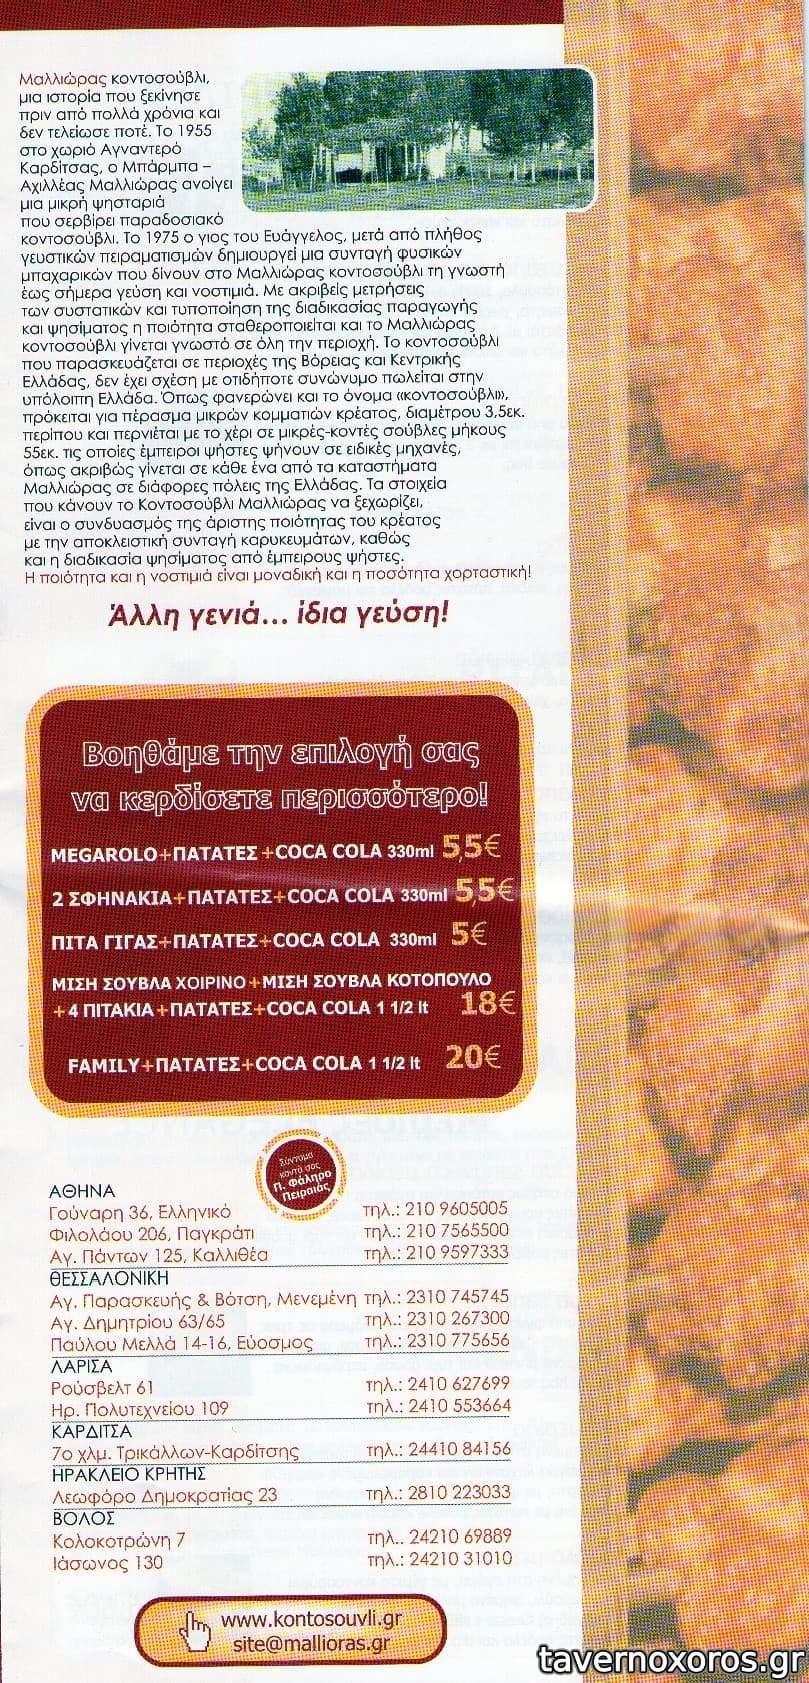 Μαλλιώρας κοντοσούβλι,
μια ιστορία που ξεκίνησε
πριν από πολλά χρόνια και
δεν τελείωσε ποτέ. Το 1955
στο χωριό Αγναντερό
Καρδίτσας, ο Μπάρμπα –
Αχιλλέας Μαλλιώρας ανοίγει
μια μικρή ψησταριά
που σερβίρει παραδοσιακό
κοντοσούβλι. Το 1975 ο γιος του Ευάγγελος, μετά από πλήθος
γευστικών πειραματισμών δημιουργεί μια συνταγή φυσικών
μπαχαρικών που δίνουν στο Μαλλιώρας κοντοσούβλι τη γνωστή
έως σήμερα γεύση και νοστιμιά. Με ακριβείς μετρήσεις
των συστατικών και τυποποίηση της διαδικασίας παραγωγής
και ψησίματος η ποιότητα σταθεροποιείται και το Μαλλιώρας
κοντοσούβλι γίνεται γνωστό σε όλη την περιοχή. Το κοντοσούβλι
που παρασκευάζεται σε περιοχές της Βόρειας και Κεντρικής
Ελλάδας, δεν έχει σχέση με οτιδήποτε συνώνυμο πωλείται στην
υπόλοιπη Ελλάδα. Όπως φανερώνει και το όνομα «κοντοσούβλι»,
πρόκειται για πέρασμα μικρών κομματιών κρέατος, διαμέτρου 3,5εκ.
περίπου και περνιέται με το χέρι σε μικρές-κοντές σούβλες μήκους
55εκ. τις οποίες έμπειροι ψήστες ψήνουν σε ειδικές μηχανές,
όπως ακριβώς γίνεται σε κάθε ένα από τα καταστήματα
Μαλλιώρας σε διάφορες πόλεις της Ελλάδας. Τα στοιχεία
που κάνουν το Κοντοσούβλι Μαλλιώρας να ξεχωρίζει,
είναι ο συνδυασμός της άριστης ποιότητας του κρέατος
με την αποκλειστική συνταγή καρυκευμάτων, καθώς
και η διαδικασία ψησίματος από έμπειρους ψήστες.
Η ποιότητα και η νοστιμιά είναι μοναδική και η ποσότητα χορταστική!
Άλλη γενιά... ίδια γεύση!
Βοηθάμε την επιλογή σας
να κερδίσετε περισσότερο!
MEGAROLO+ΠΑΤΑΤΕΣ+COCA COLA 330ml 5,5€
2 ΣΦΗΝΑΚΙΑ+ΠΑΤΑΤΕΣ+COCA COLA 330ml 5,5€
ΠΙΤΑ ΓΙΓΑΣ+ΠΑΤΑΤΕΣ+COCA COLA 330ml 5€
ΜΙΣΗ ΣΟΥΒΛΑ ΧΟΙΡΙΝΟ+ΜΙΣΗ ΣΟΥΒΛΑ ΚΟΤΟΠΟΥΛΟ
+4 ΠΙΤΑΚΙΑ+ΠΑΤΑΤΕΣ+COCA COLA 1 1/2 lt 18€
FAMILY+ΠΑΤΑΤΕΣ+COCA COLA 1 1/2 lt 20€
Σύντομα
κοντά σας
Π. Φάληρο
Πειραιάς
ΑΘΗΝΑ
Γούναρη 36, Ελληνικό τηλ.: 210 9605005
Φιλολάου 206, Παγκράτι τηλ.: 210 7565500
Αγ. Πάντων 125, Καλλιθέα τηλ.: 210 9597333
ΘΕΣΣΑΛΟΝΙΚΗ
Αγ. Παρασκευής & Βότση, Μενεμένη τηλ.: 2310 745745
Αγ. Δημητρίου 63/65 τηλ.: 2310 267300
Παύλου Μελλά 14-16, Εύοσμος τηλ.: 2310 775656
ΛΑΡΙΣΑ
Ρούσβελτ 61 τηλ.: 2410 627699
Ηρ. Πολυτεχνείου 109 τηλ.: 2410 553664
ΚΑΡΔΙΤΣΑ
7ο χλμ. Τρικάλλων-Καρδίτσης τηλ.: 24410 84156
ΗΡΑΚΛΕΙΟ ΚΡΗΤΗΣ
Λεωφόρο Δημοκρατίας 23 τηλ.: 2810 223033
ΒΟΛΟΣ
Κολοκοτρώνη 7 τηλ.. 24210 69889
Ιάσωνος 130 τηλ.: 24210 31010
www.kontosouvli.gr
site@mallioras.gr
tavernoxoros.gr